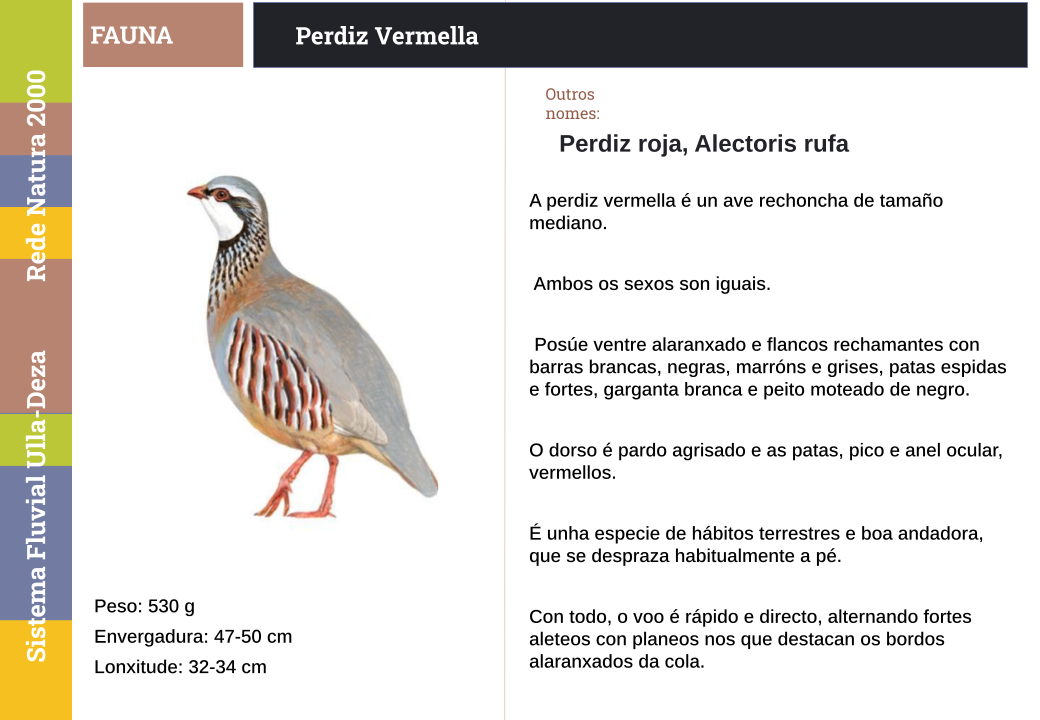 FAUNA
Perdiz Vermella
Sistema Fluvial Ulla-Deza Rede Natura 2000
Outros
nomes:
Perdiz roja, Alectoris rufa
A perdiz vermella é un ave rechoncha de tamaño
mediano.
Ambos os sexos son iguais.
Posúe ventre alaranxado e flancos rechamantes con
barras brancas, negras, marróns e grises, patas espidas
e fortes, garganta branca e peito moteado de negro.
O dorso é pardo agrisado e as patas, pico e anel ocular,
vermellos.
É unha especie de hábitos terrestres e boa andadora,
que se despraza habitualmente a pé.
Con todo, o voo é rápido e directo, alternando fortes
aleteos con planeos nos que destacan os bordos
alaranxados da cola.
Peso: 530 g
Envergadura: 47-50 cm
Lonxitude: 32-34 cm